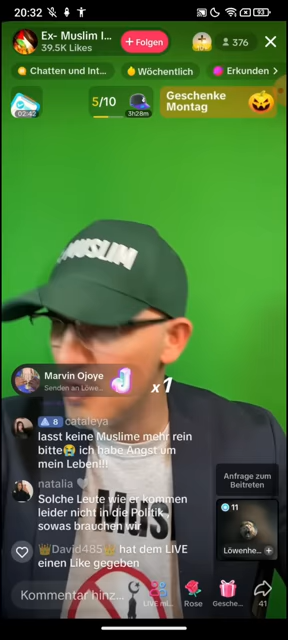 20:32
93
Ex- Muslim I...
39.5K Likes
+ Folgen
376
Chatten und Int...
Wöchentlich
Erkunden
02:42
5/10
3h28m
Geschenke
Montag
MUSLIM
Marvin Ojoye
Senden an Löwe...
x1
8 cataleya
lasst keine Muslime mehr rein
bitte😭 ich habe Angst um
mein Leben!!!
natalia 🤍
Solche Leute wie er kommen
leider nicht in die Politik
sowas brauchen wir
👑David485👑 hat dem LIVE
einen Like gegeben
Anfrage zum
Beitreten
11
Löwenhe...
Kommentar hinz...
LIVE mi...
Rose
Gesche...
41